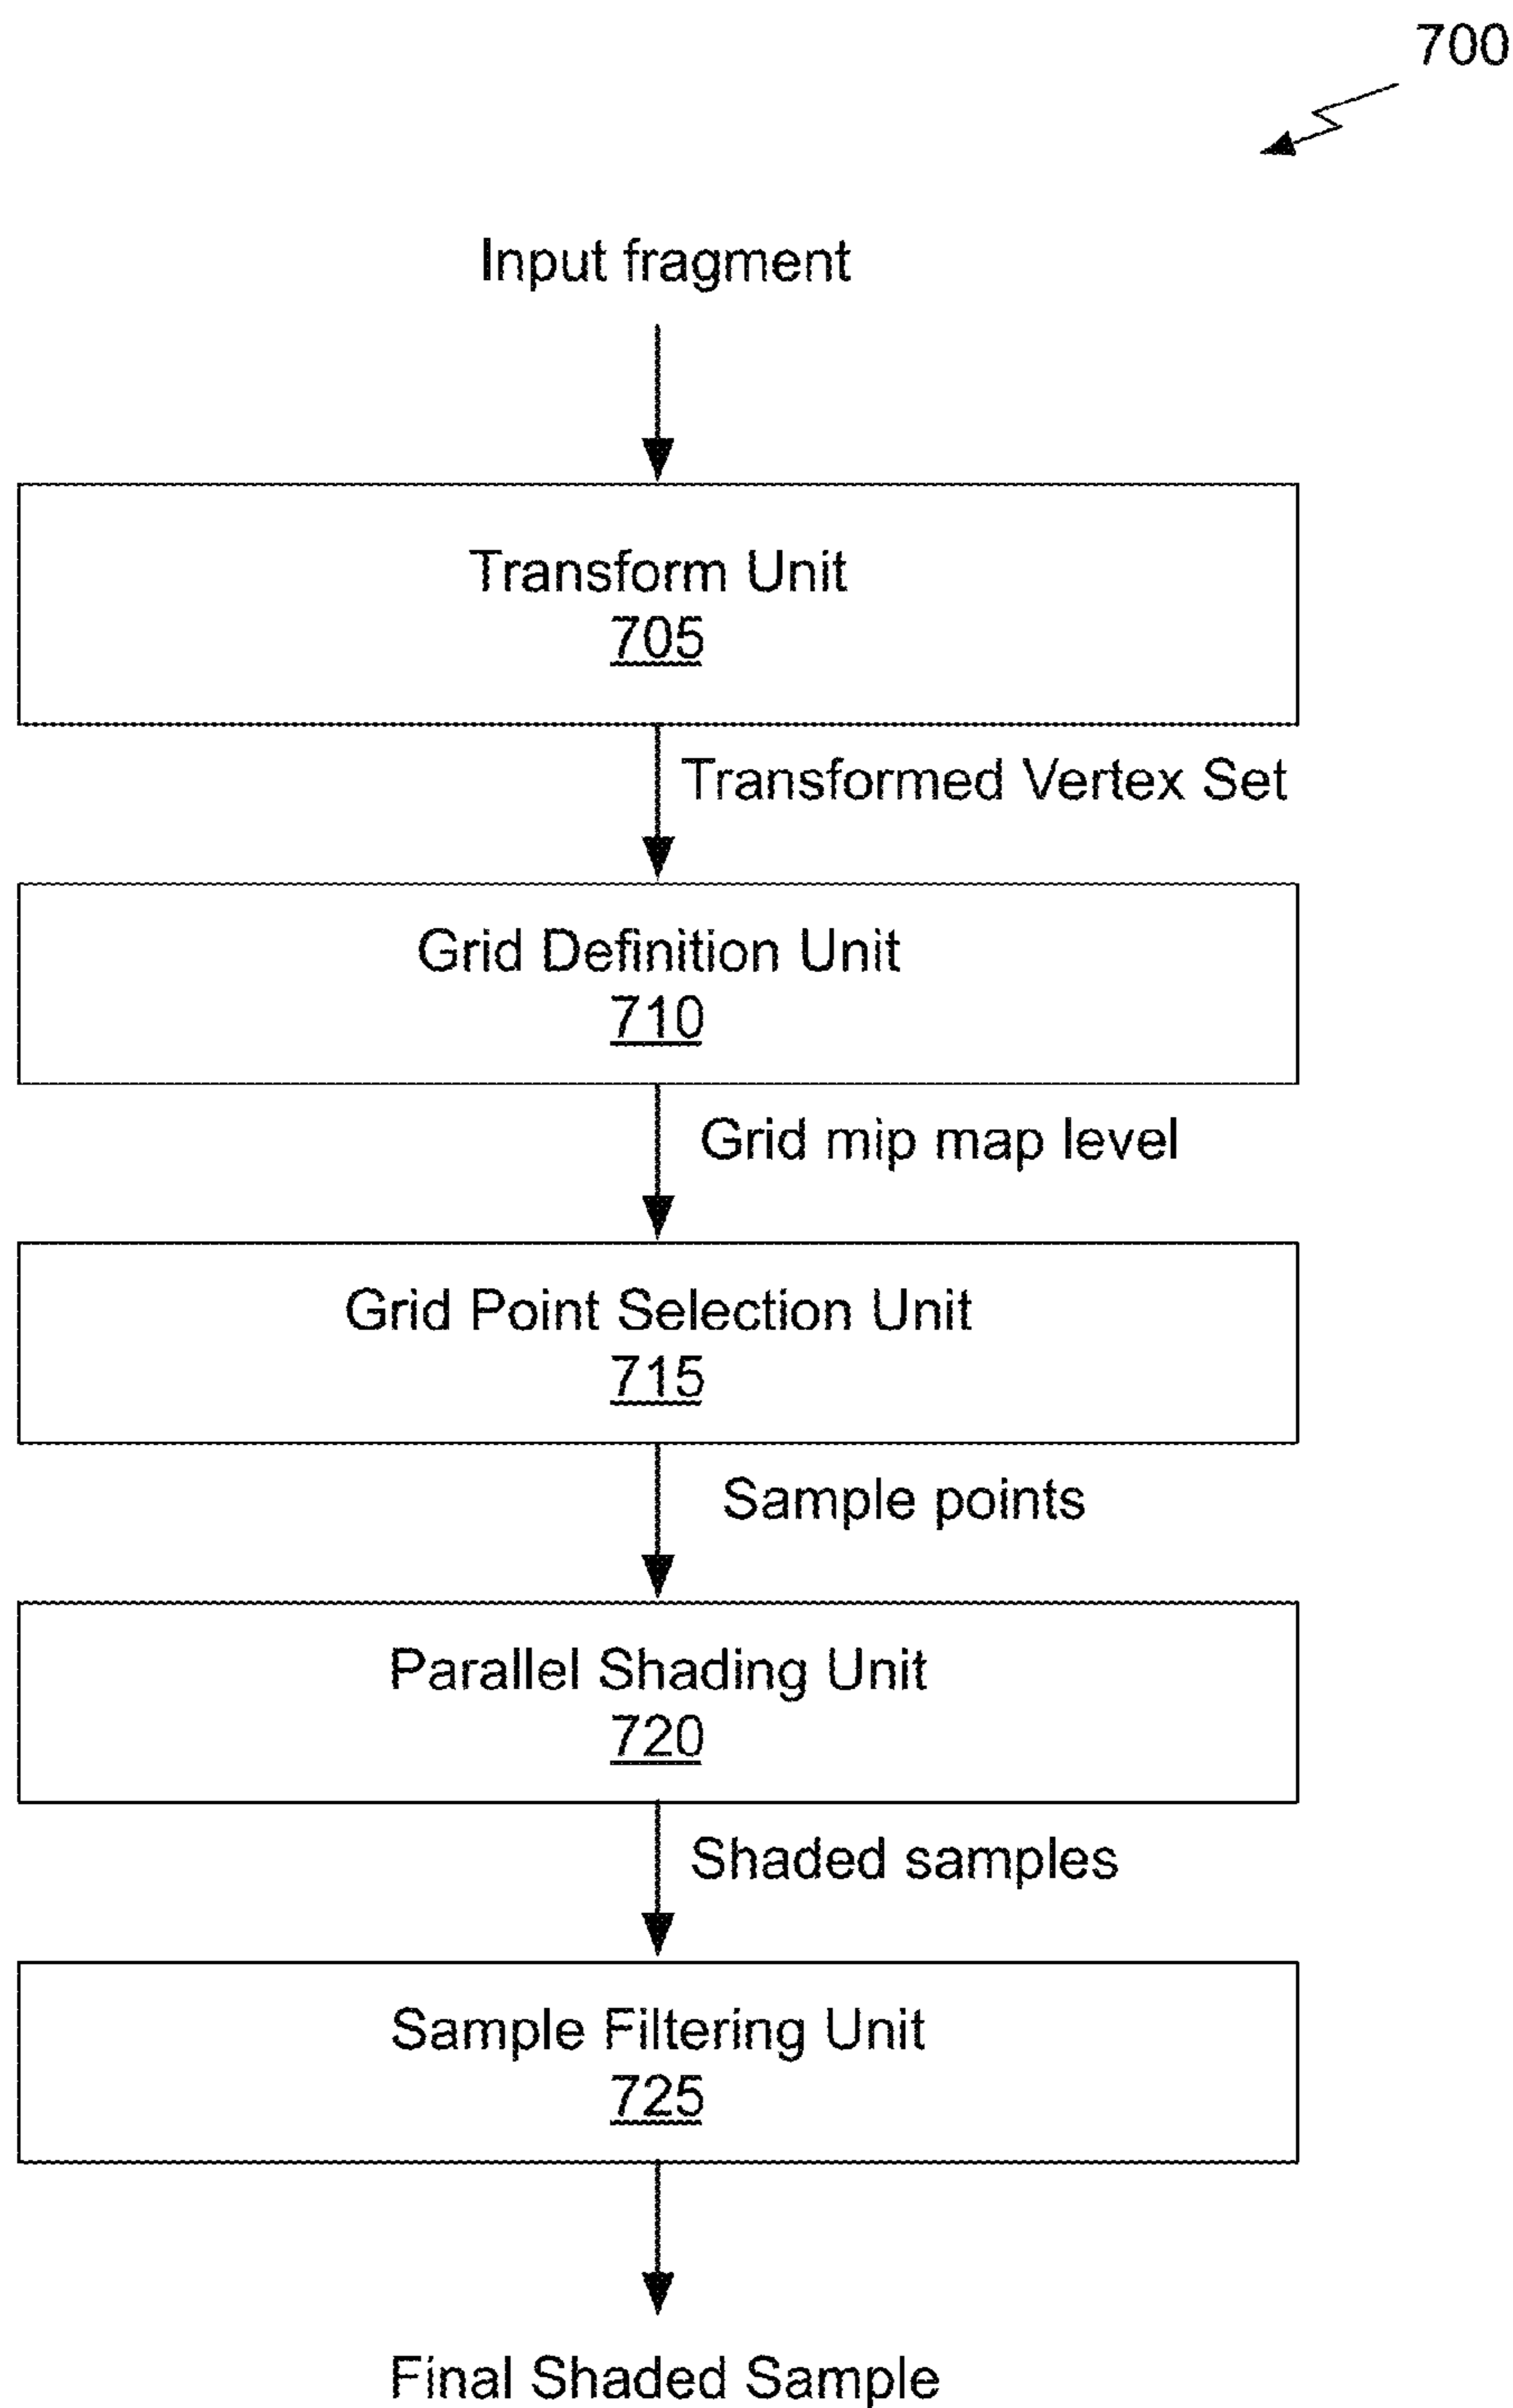 700
Input fragment
Transform Unit
705
Transformed Vertex Set
Grid Definition Unit
710
Grid mip map level
Grid Point Selection Unit
715
Sample points
Parallel Shading Unit
720
Shaded samples
Sample Filtering Unit
725
Final Shaded Sample